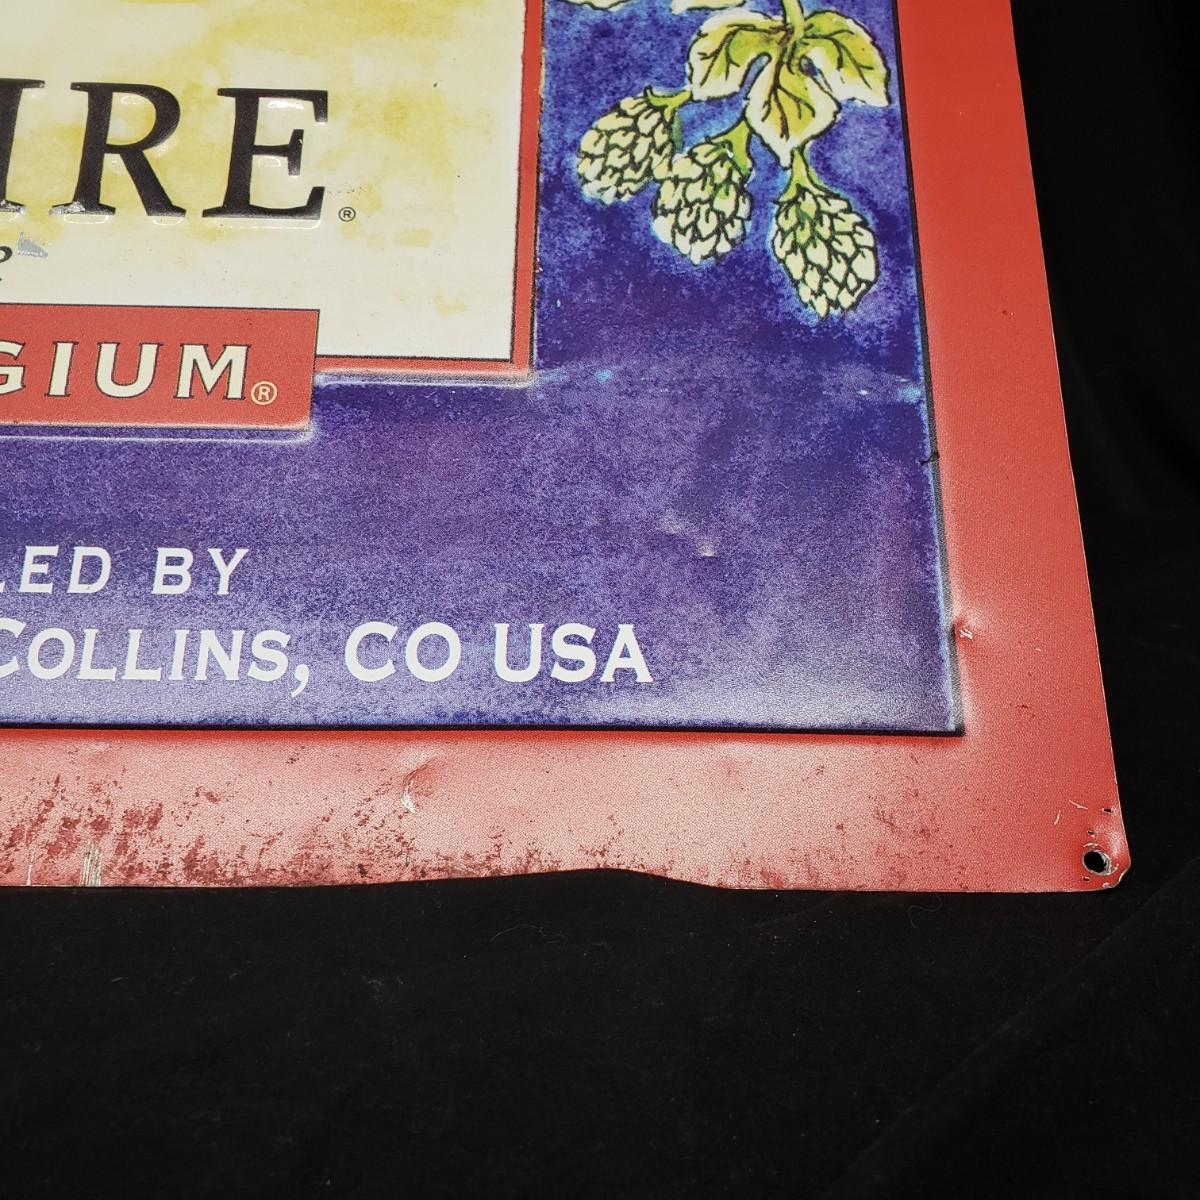 IRE®
GIUM®
LED BY
COLLINS, CO USA